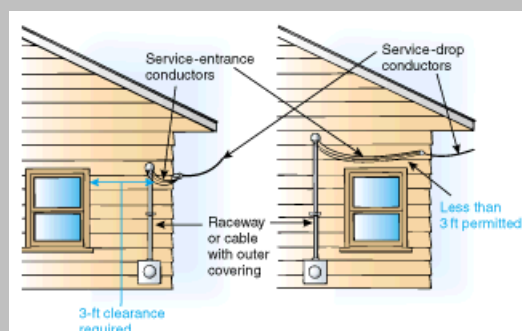 Service-entrance
conductors
Service-drop
conductors
Less than
3 ft permitted
Raceway
or cable
with outer
covering
3-ft clearance
required